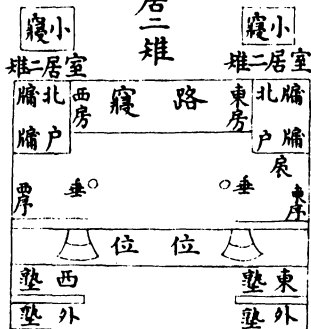 居二雉
小寢
小寢
室居二雉
室居二雉
牖北
牖戶
東房
路寢
西房
北牖
戶牖
扆
東序
垂
垂
西序
位
位
東塾
西塾
外塾
外塾